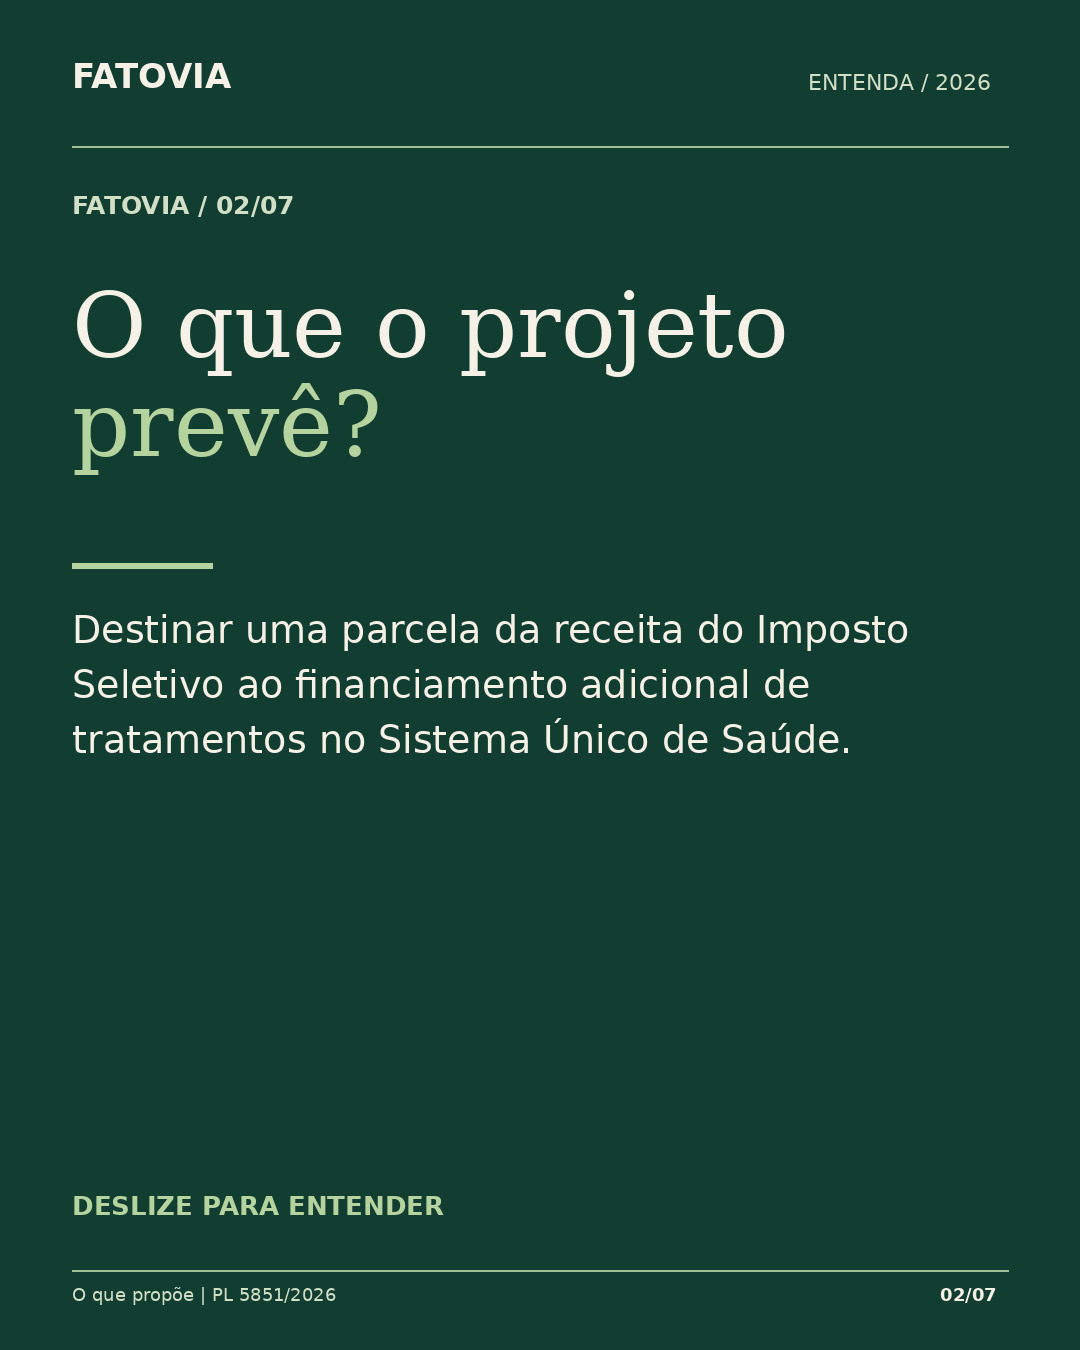 FATOVIA
ENTENDA / 2026
FATOVIA / 02/07
O que o projeto
prevê?
Destinar uma parcela da receita do Imposto
Seletivo ao financiamento adicional de
tratamentos no Sistema Único de Saúde.
DESLIZE PARA ENTENDER
O que propõe | PL 5851/2026
02/07